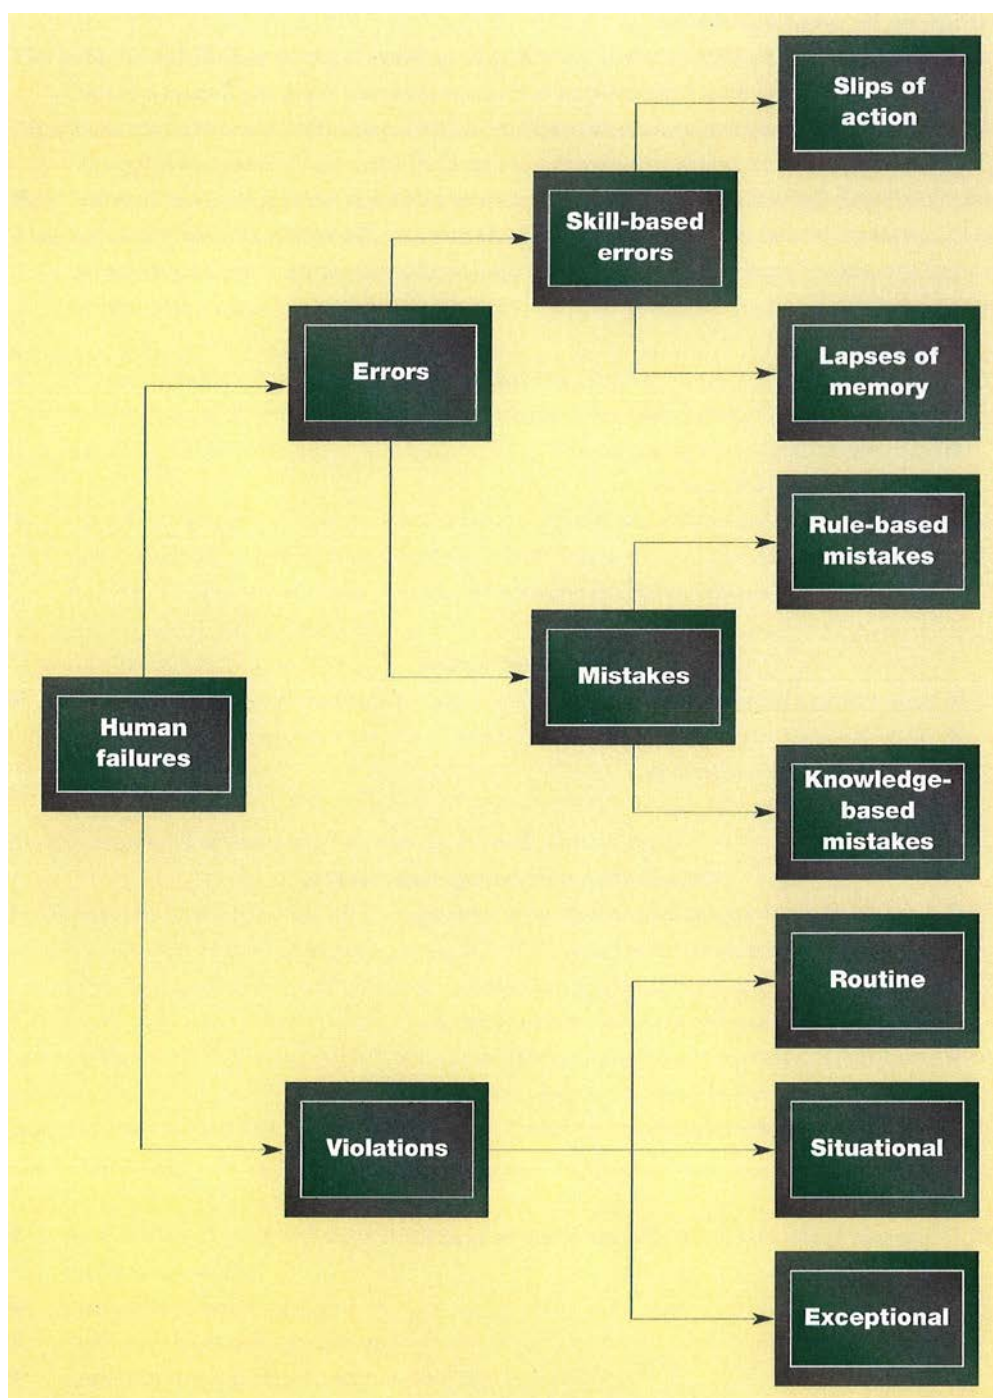 Slips of
action
Skill-based
errors
Errors
Lapses of
memory
Rule-based
mistakes
Mistakes
Human
failures
Knowledge-
based
mistakes
Routine
Violations
Situational
Exceptional